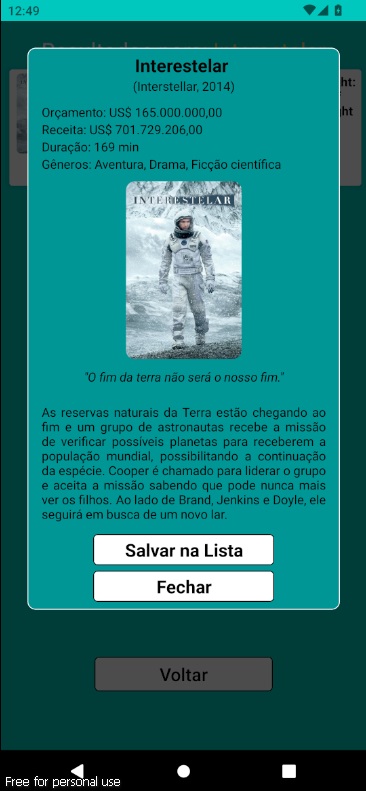 12:49
Interestelar
(Interstellar, 2014)
Orçamento: US$ 165.000.000,00
Receita: US$ 701.729.206,00
Duração: 169 min
Gêneros: Aventura, Drama, Ficção científica
INTERESTELAR
"O fim da terra não será o nosso fim."
As reservas naturais da Terra estão chegando ao
fim e um grupo de astronautas recebe a missão
de verificar possíveis planetas para receberem a
população mundial, possibilitando a continuação
da espécie. Cooper é chamado para liderar o grupo
e aceita a missão sabendo que pode nunca mais
ver os filhos. Ao lado de Brand, Jenkins e Doyle, ele
seguirá em busca de um novo lar.
Salvar na Lista
Fechar
Voltar
Free for personal use